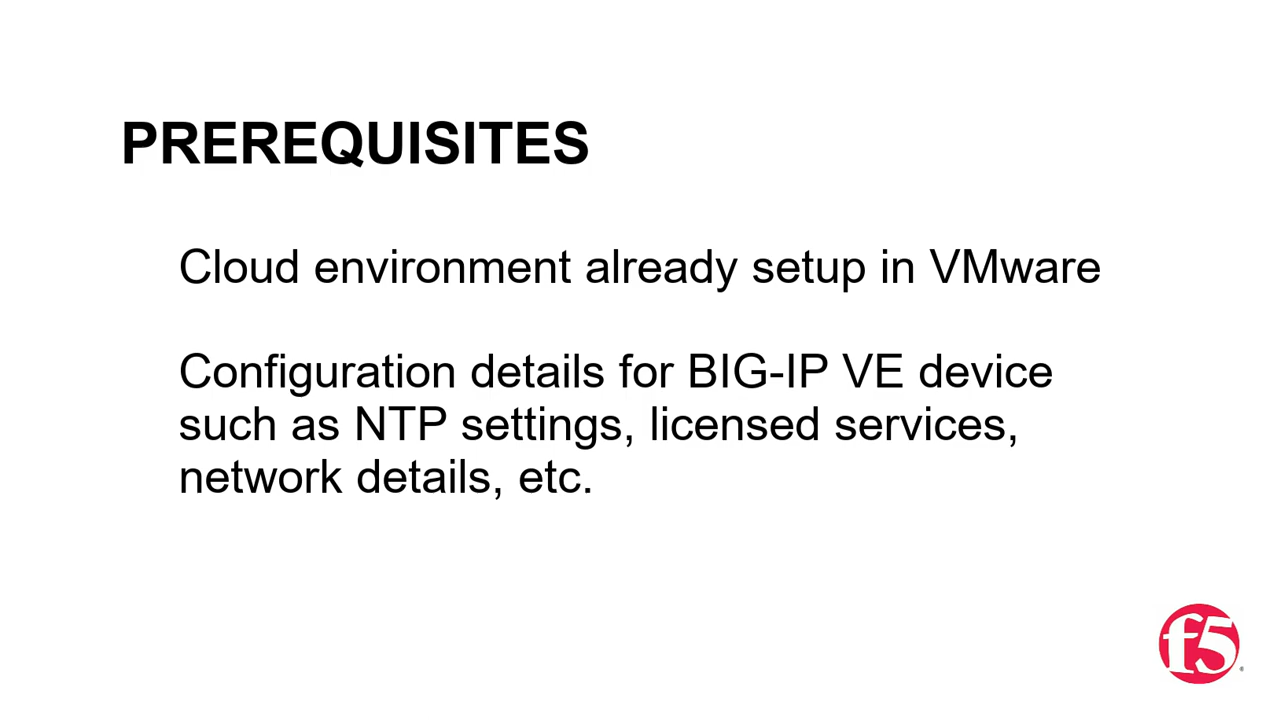 PREREQUISITES
Cloud environment already setup in VMware
Configuration details for BIG-IP VE device
such as NTP settings, licensed services,
network details, etc.
f5